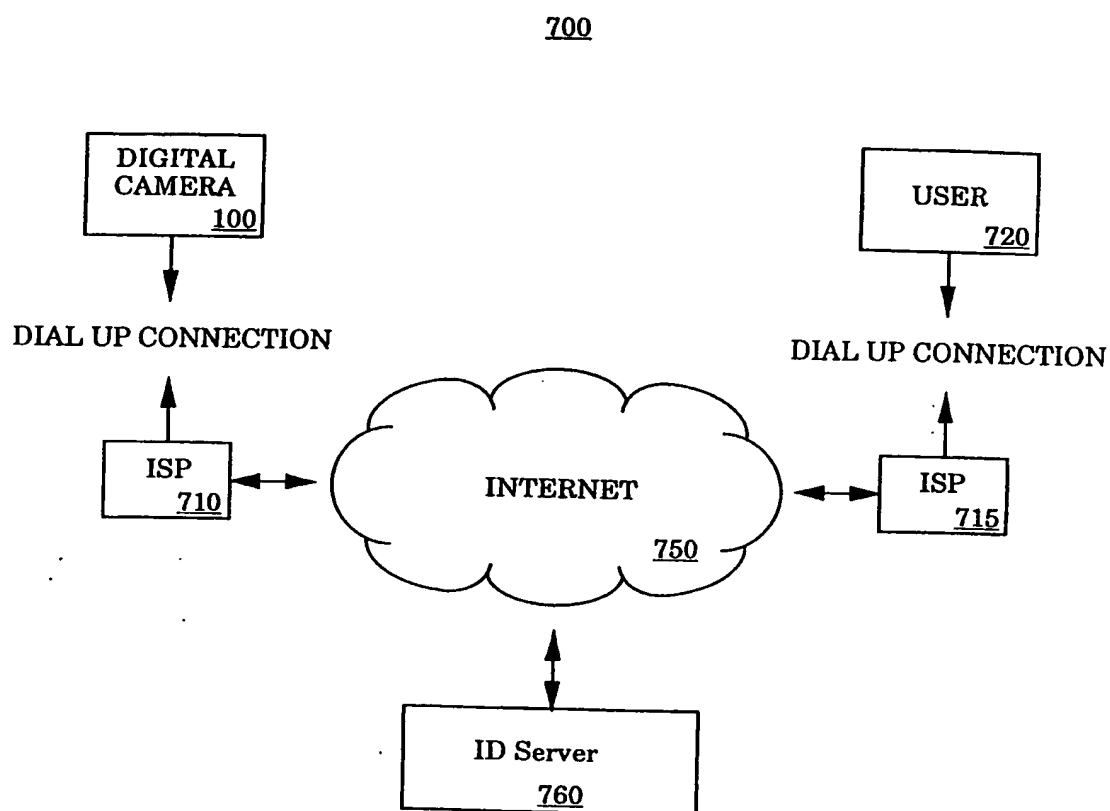 700
DIGITAL
CAMERA
100
USER
720
DIAL UP CONNECTION
DIAL UP CONNECTION
ISP
710
INTERNET
750
ISP
715
ID Server
760